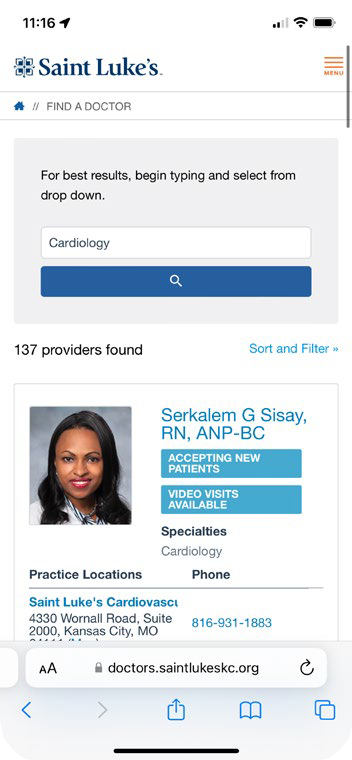 11:16
Saint Luke's
MENU
// FIND A DOCTOR
For best results, begin typing and select from
drop down.
Cardiology
137 providers found
Sort and Filter »
Serkalem G Sisay,
RN, ANP-BC
ACCEPTING NEW
PATIENTS
VIDEO VISITS
AVAILABLE
Specialties
Cardiology
Practice Locations Phone
Saint Luke's Cardiovascu
4330 Wornall Road, Suite
2000, Kansas City, MO
816-931-1883
AA doctors.saintlukeskc.org